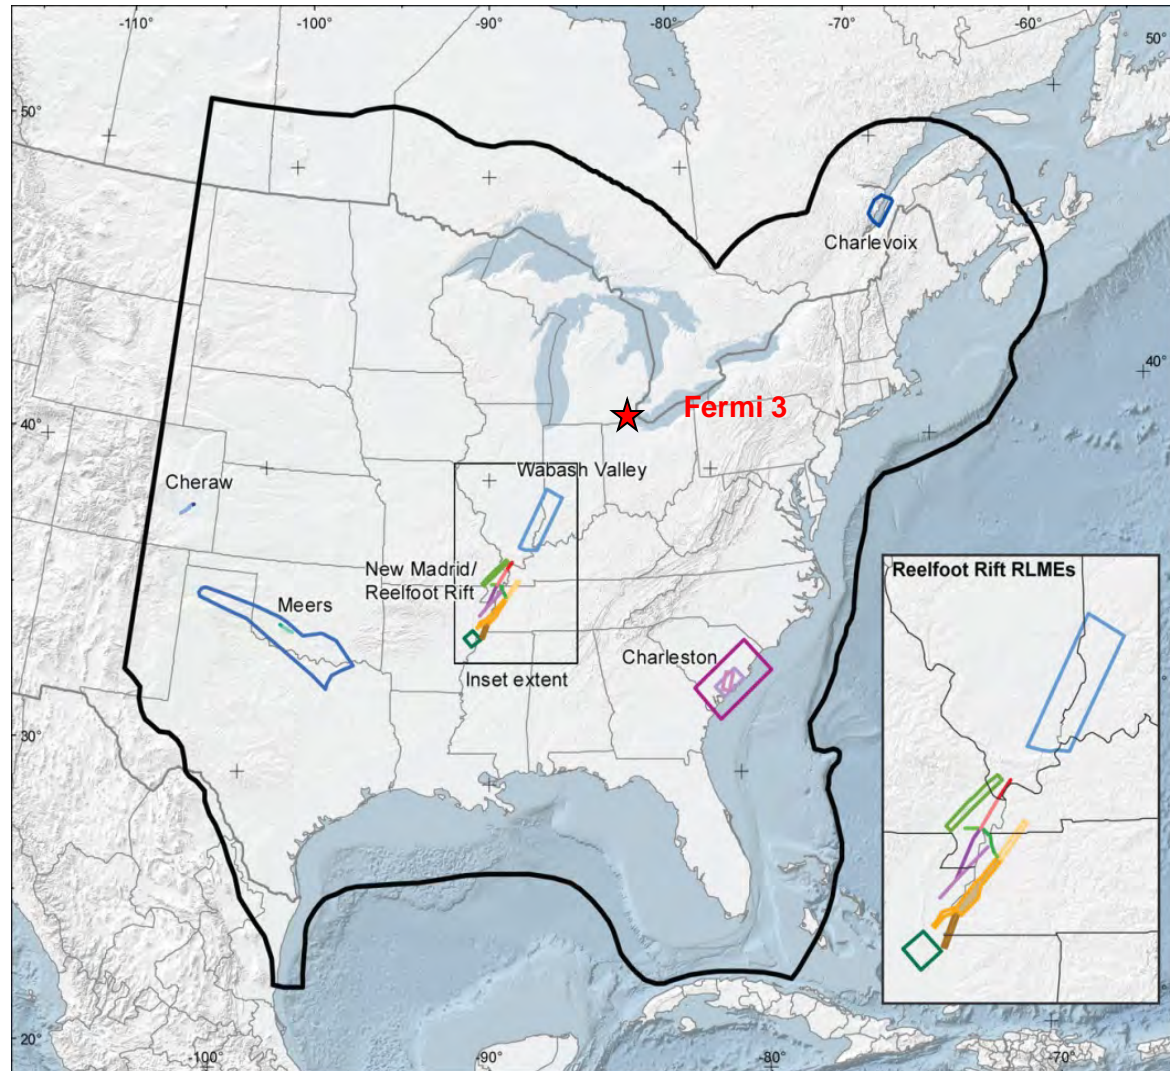 -110°
-100°
-90°
-80°
-70°
-60°
50°
50°
Charlevoix
40°
Fermi 3
40°
Wabash Valley
Cheraw
New Madrid/
Reelfoot Rift
Meers
Reelfoot Rift RLMEs
Charleston
Inset extent
30°
20°
-100°
-90°
-80°
-70°